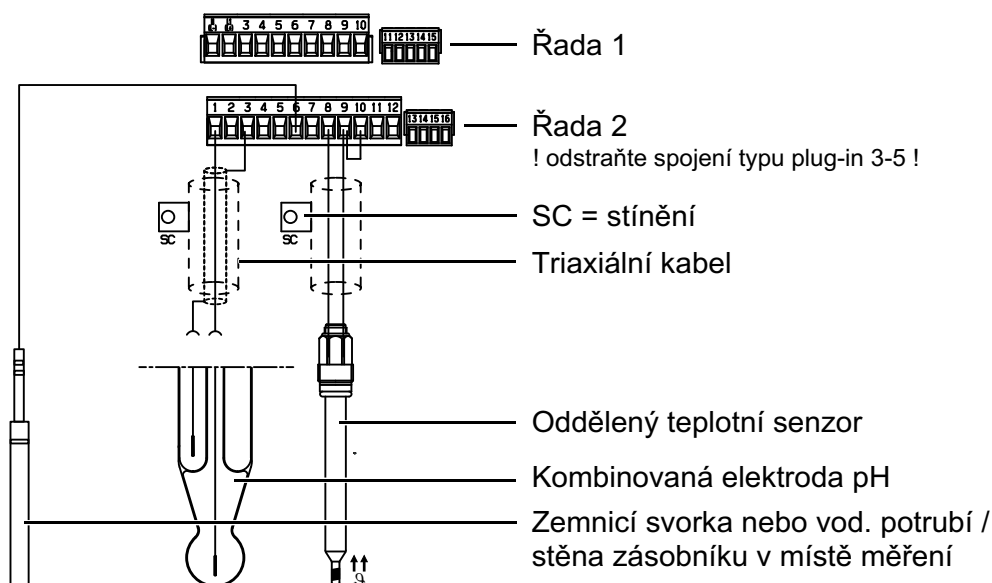 3 4 5 6 7 8 9 10
11 12 13 14 15
Řada 1
1 2 3 4 5 6 7 8 9 10 11 12
13 14 15 16
Řada 2
! odstraňte spojení typu plug-in 3-5 !
SC
SC
SC = stínění
Triaxiální kabel
Oddělený teplotní senzor
Kombinovaná elektroda pH
Zemnicí svorka nebo vod. potrubí /
stěna zásobníku v místě měření